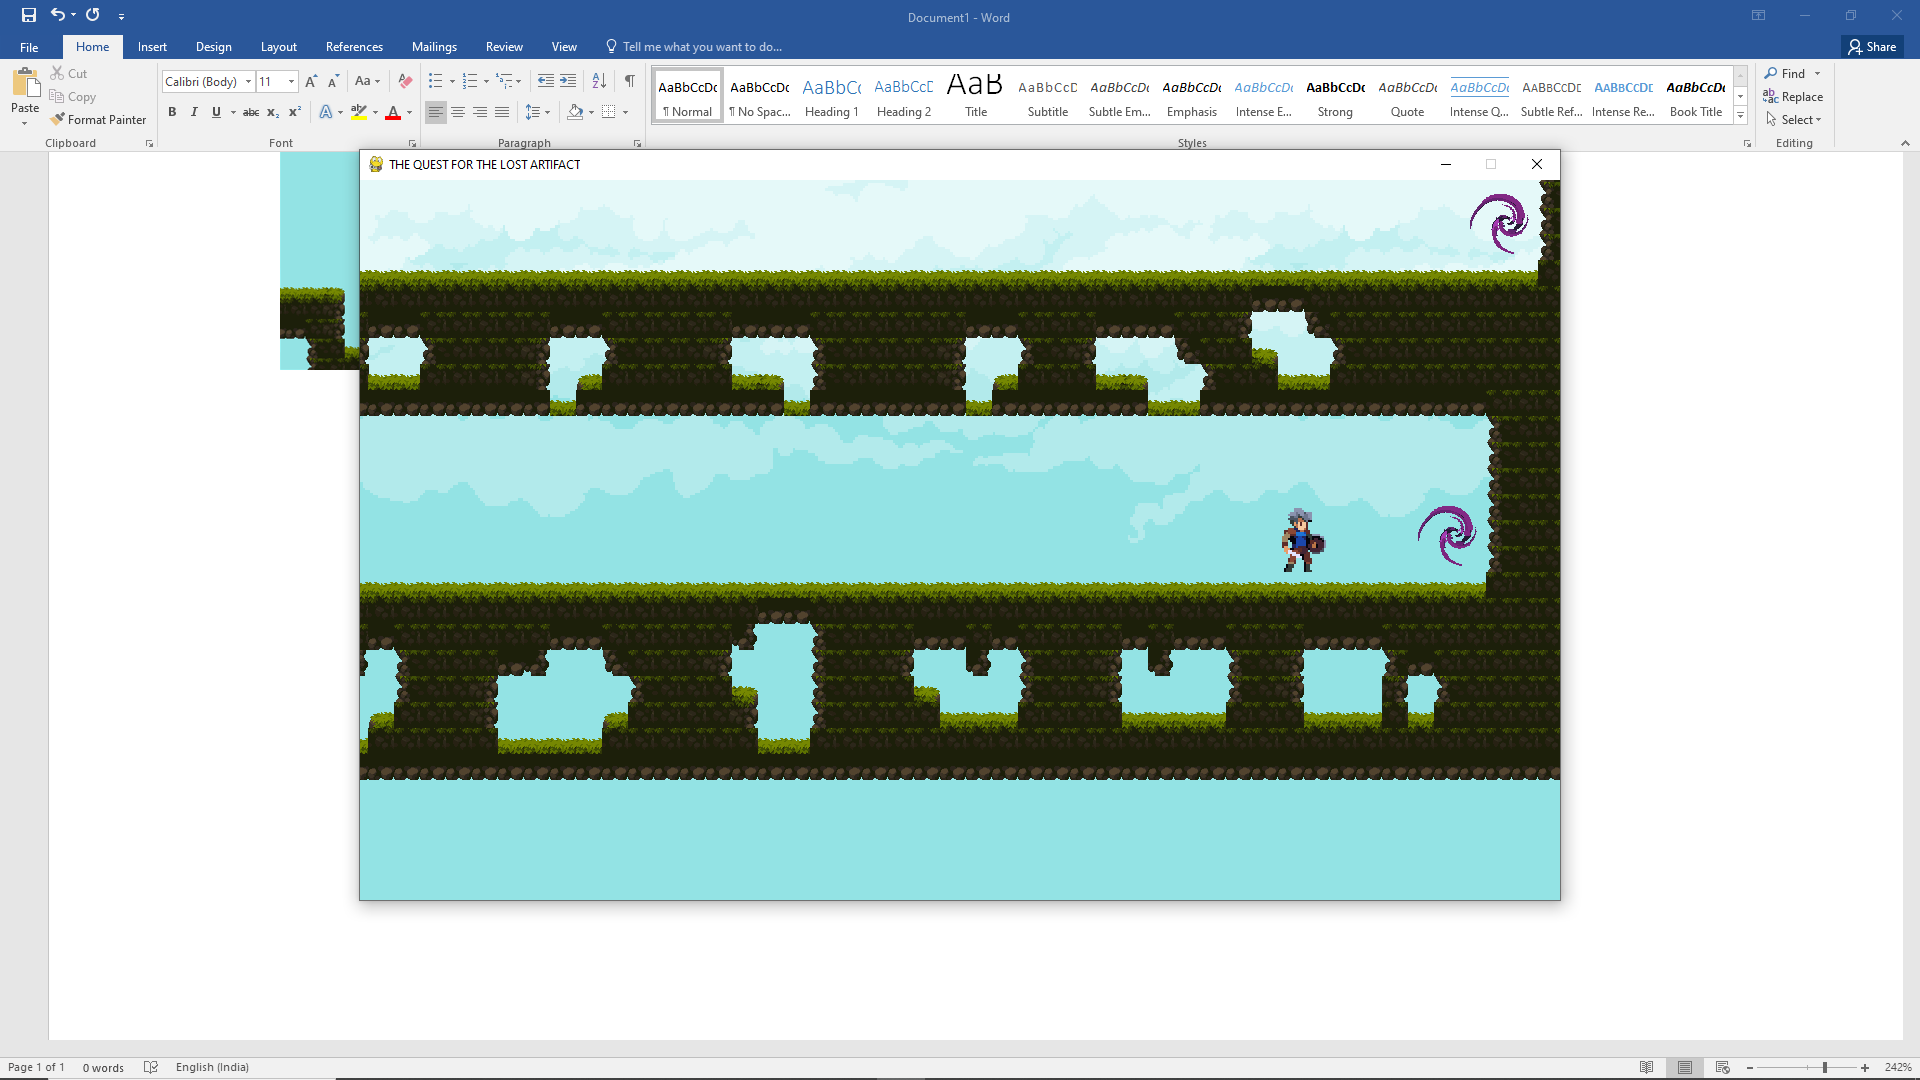 Document1 - Word
File Home Insert Design Layout References Mailings Review View Tell me what you want to do... Share
Paste
Cut
Copy
Format Painter
Clipboard
Calibri (Body) 11 Aa
B I U abc x₂ x² A A
Font
Paragraph
AaBbCcDc AaBbCcDc AaBbCc AaBbCcD AaB AaBbCcD AaBbCcDc AaBbCcDc AaBbCcDc AaBbCcDc AaBbCcDc AaBbCcDc AABBCCDE AABBCCDE AaBbCcDc
¶ Normal ¶ No Spac... Heading 1 Heading 2 Title Subtitle Subtle Em... Emphasis Intense E... Strong Quote Intense Q... Subtle Ref... Intense Re... Book Title
Styles
Find
Replace
Select
Editing
THE QUEST FOR THE LOST ARTIFACT
Page 1 of 1 0 words English (India) 242%